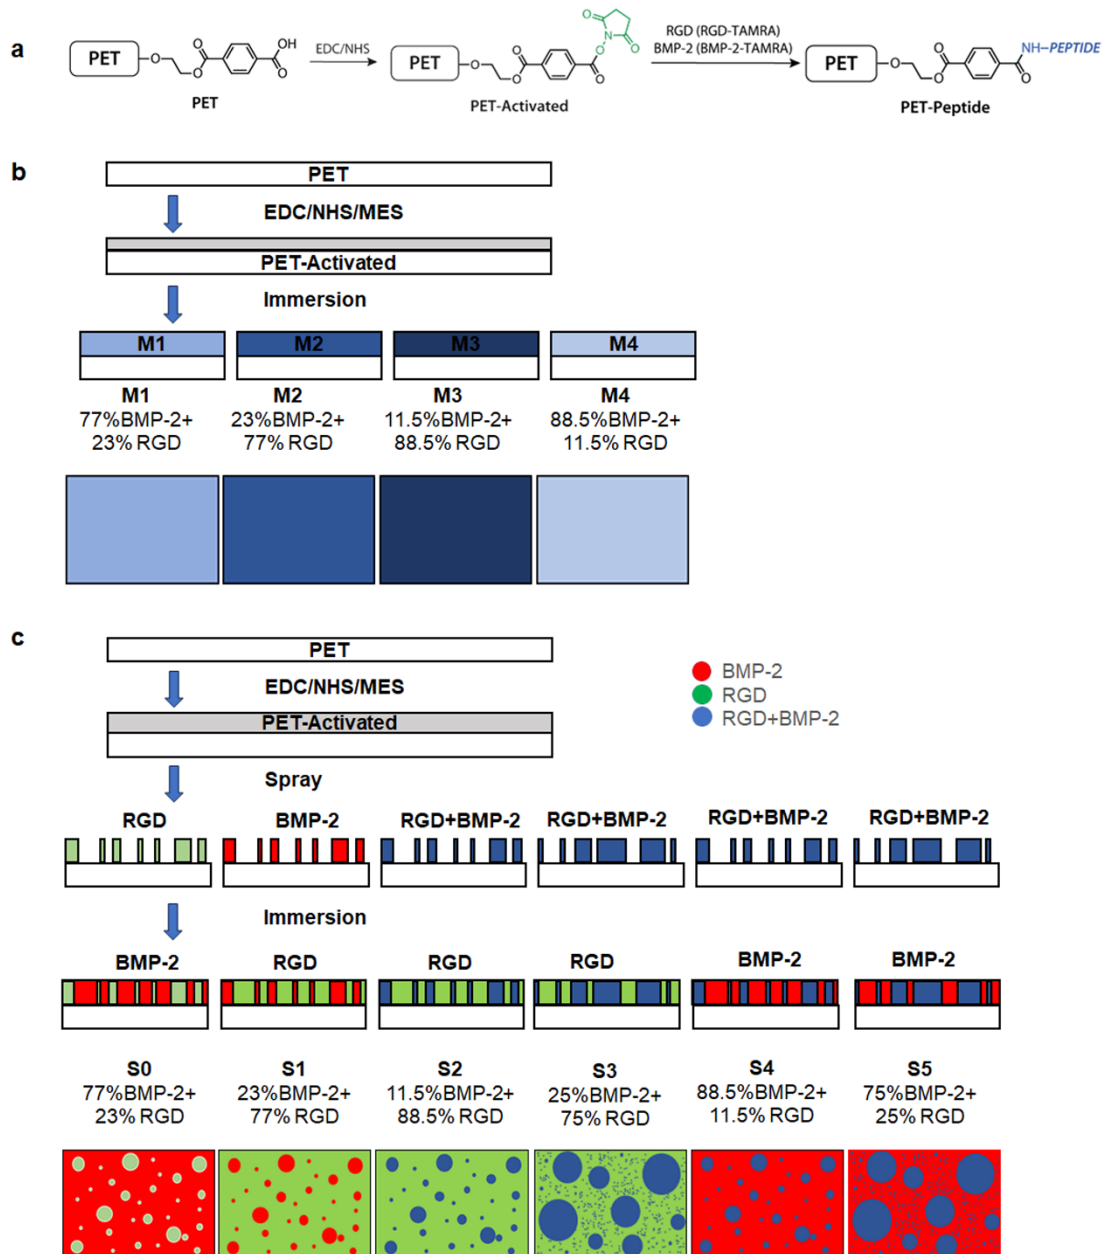 a
PET
O
O
O
OH
O
PET
EDC/NHS
PET
O
O
O
O
O
N
O
O
PET-Activated
RGD (RGD-TAMRA)
BMP-2 (BMP-2-TAMRA)
PET
O
O
O
NH-PEPTIDE
O
PET-Peptide
b
PET
EDC/NHS/MES
PET-Activated
Immersion
M1 M2 M3 M4
M1 M2 M3 M4
77%BMP-2+ 23%BMP-2+ 11.5%BMP-2+ 88.5%BMP-2+
23% RGD 77% RGD 88.5% RGD 11.5% RGD
c
PET
EDC/NHS/MES
PET-Activated
BMP-2
RGD
RGD+BMP-2
Spray
RGD BMP-2 RGD+BMP-2 RGD+BMP-2 RGD+BMP-2 RGD+BMP-2
Immersion
BMP-2 RGD RGD RGD BMP-2 BMP-2
S0 S1 S2 S3 S4 S5
77%BMP-2+ 23%BMP-2+ 11.5%BMP-2+ 25%BMP-2+ 88.5%BMP-2+ 75%BMP-2+
23% RGD 77% RGD 88.5% RGD 75% RGD 11.5% RGD 25% RGD